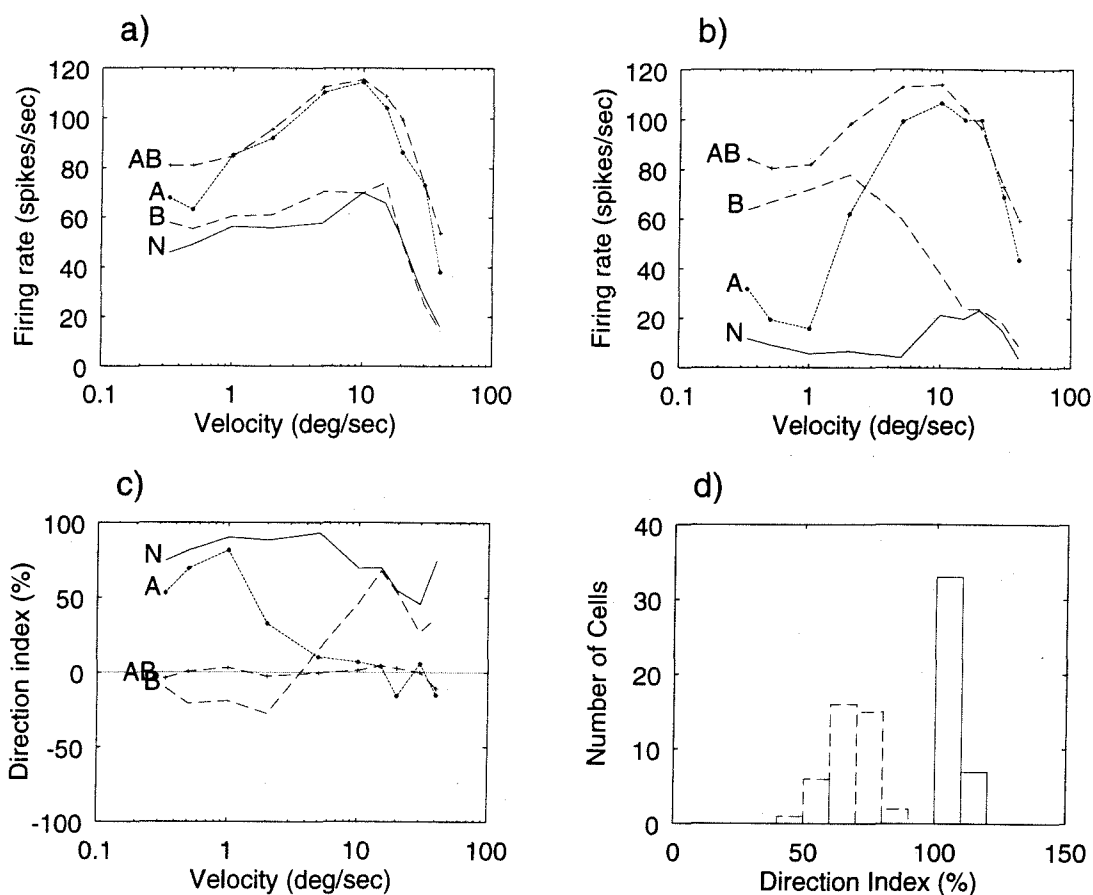 a)
Firing rate (spikes/sec)
120
100
80
60
40
20
0
AB
A
B
N
0.1
1
10
100
Velocity (deg/sec)
b)
Firing rate (spikes/sec)
120
100
80
60
40
20
0
AB
B
A
N
0.1
1
10
100
Velocity (deg/sec)
c)
Direction index (%)
100
50
0
-50
-100
N
A
AB
B
0.1
1
10
100
Velocity (deg/sec)
d)
Number of Cells
40
30
20
10
0
0
50
100
150
Direction Index (%)